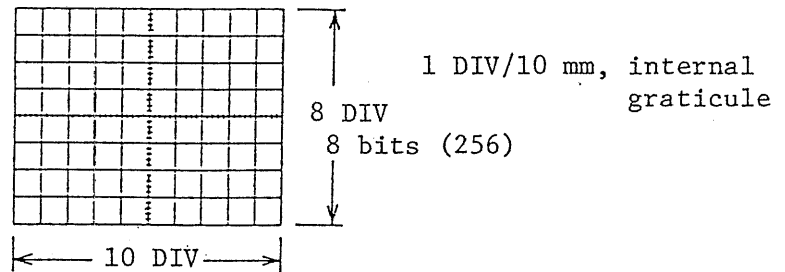 1 DIV/10 mm, internal
graticule
8 DIV
8 bits (256)
10 DIV